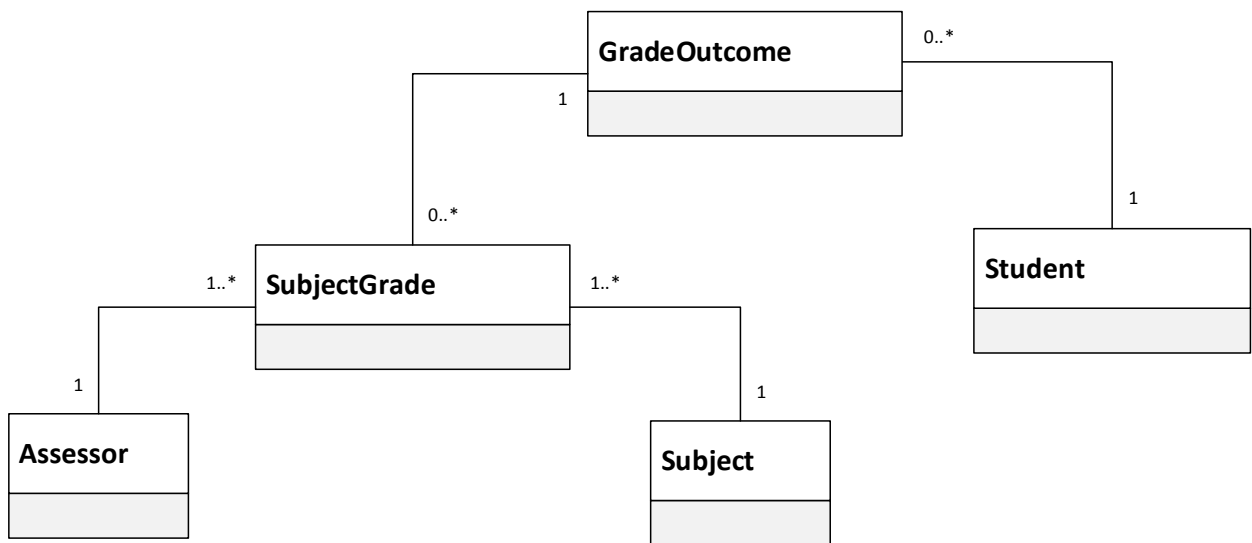 GradeOutcome
0..*
1
1
0..*
Student
SubjectGrade
1..*
1..*
1
1
Assessor
Subject